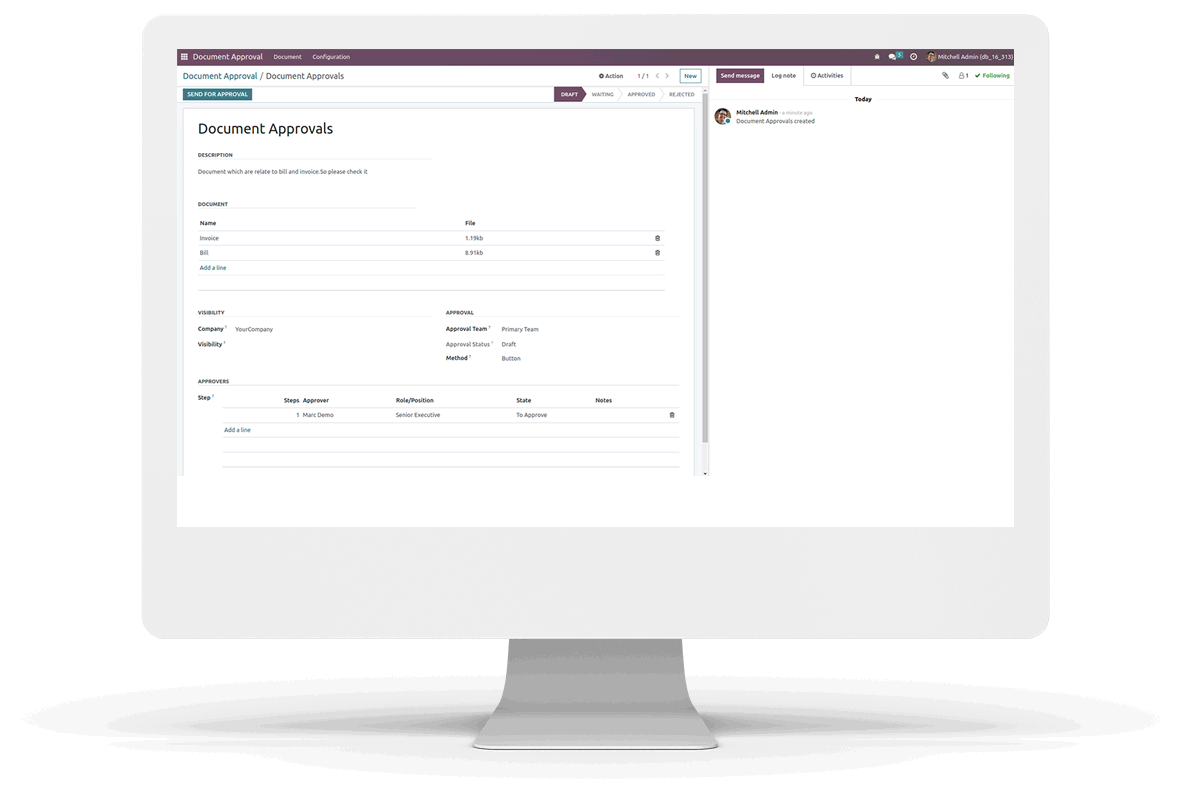 Document Approval Document Configuration 5 Mitchell Admin (db_16_313)
Document Approval / Document Approvals Action 1 / 1 New Send message Log note Activities 1 Following
SEND FOR APPROVAL DRAFT WAITING APPROVED REJECTED
Today
Mitchell Admin - a minute ago
Document Approvals created
Document Approvals
DESCRIPTION
Document which are relate to bill and invoice.So please check it
DOCUMENT
Name File
Invoice 1.19kb
Bill 8.91kb
Add a line
VISIBILITY APPROVAL
Company ? YourCompany Approval Team ? Primary Team
Visibility ? Approval Status ? Draft
Method ? Button
APPROVERS
Step ?
Steps Approver Role/Position State Notes
1 Marc Demo Senior Executive To Approve
Add a line